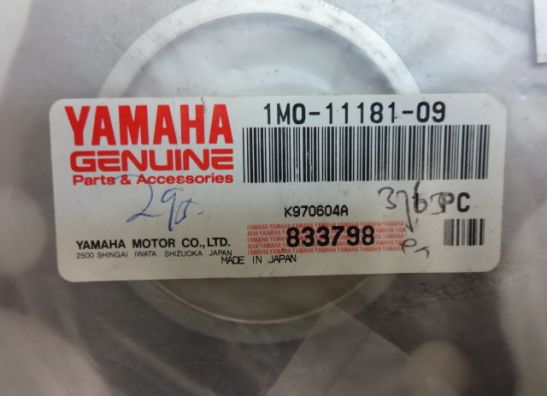 YAMAHA
GENUINE
Parts & Accessories
1M0-11181-09
K970604A
PC
833798
YAMAHA MOTOR CO., LTD.
2500 SHINGAI IWATA SHIZUOKA JAPAN
MADE IN JAPAN